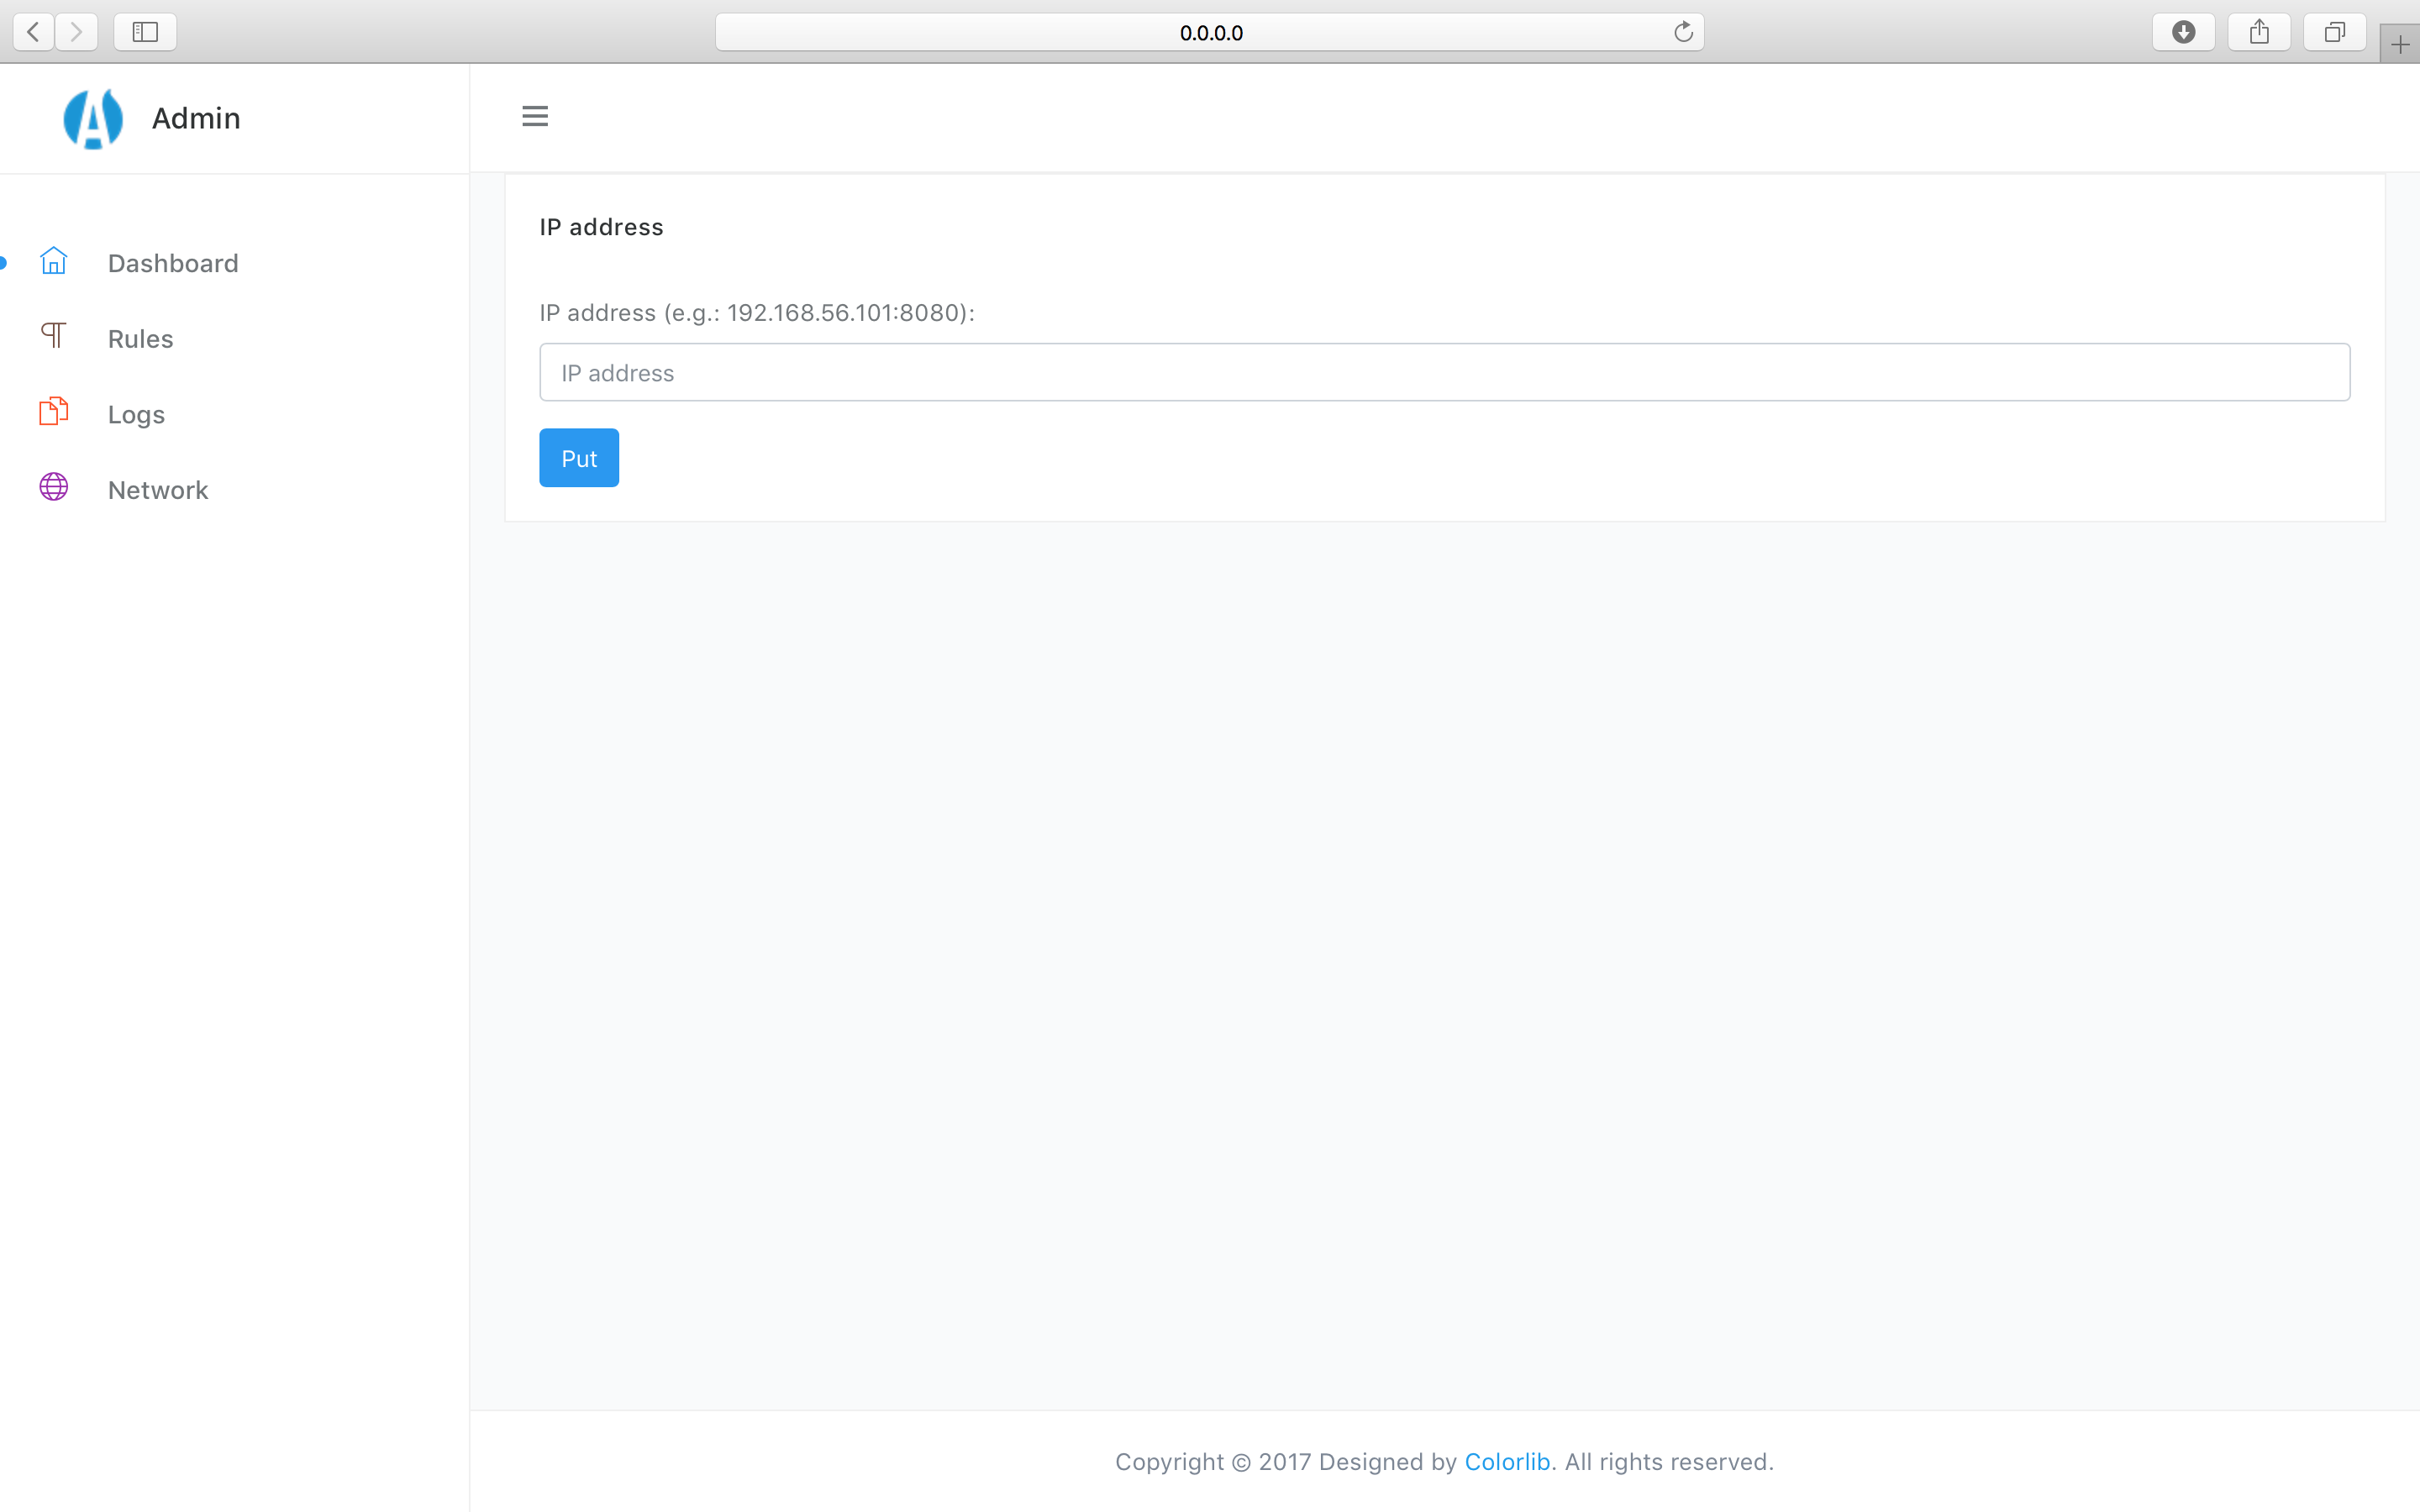 0.0.0.0
Admin
Dashboard
Rules
Logs
Network
IP address
IP address (e.g.: 192.168.56.101:8080):
IP address
Put
Copyright © 2017 Designed by Colorlib. All rights reserved.